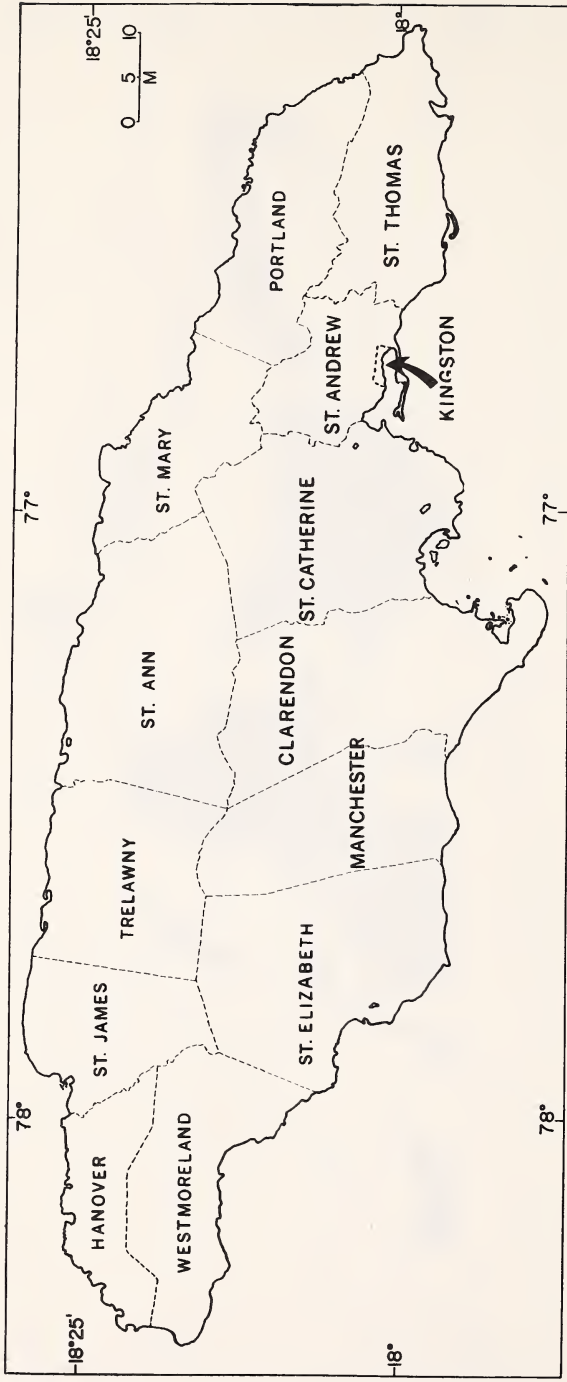 18°25'
77°
78°
18°25'
0 5 10
M
HANOVER
ST. JAMES
TRELAWNY
ST. ANN
ST. MARY
PORTLAND
WESTMORELAND
ST. ELIZABETH
MANCHESTER
CLARENDON
ST. CATHERINE
ST. ANDREW
ST. THOMAS
KINGSTON
18°
78°
77°
18°